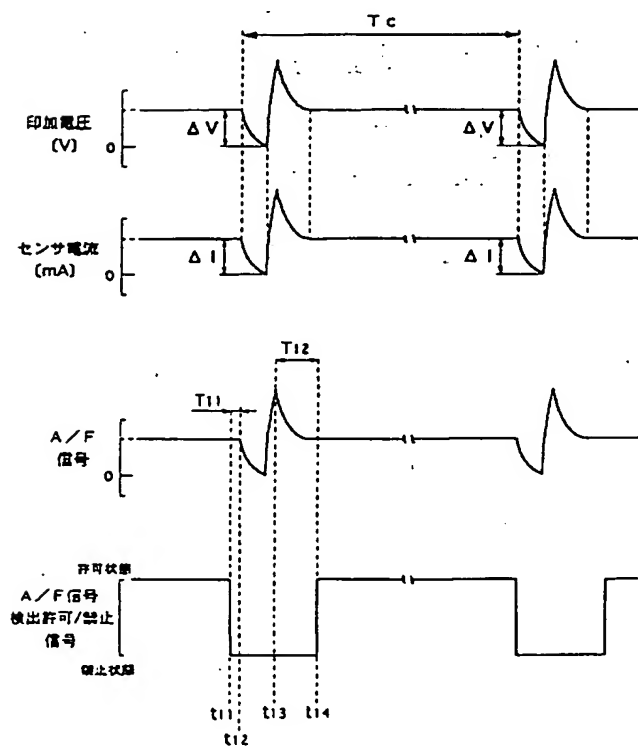 Tc
印加電圧
〔V〕
0
ΔV
ΔV
センサ電流
〔mA〕
0
ΔI
ΔI
T12
T11
A/F
信号
0
許可状態
A/F信号
検出許可/禁止
信号
禁止状態
t11
t12
t13
t14